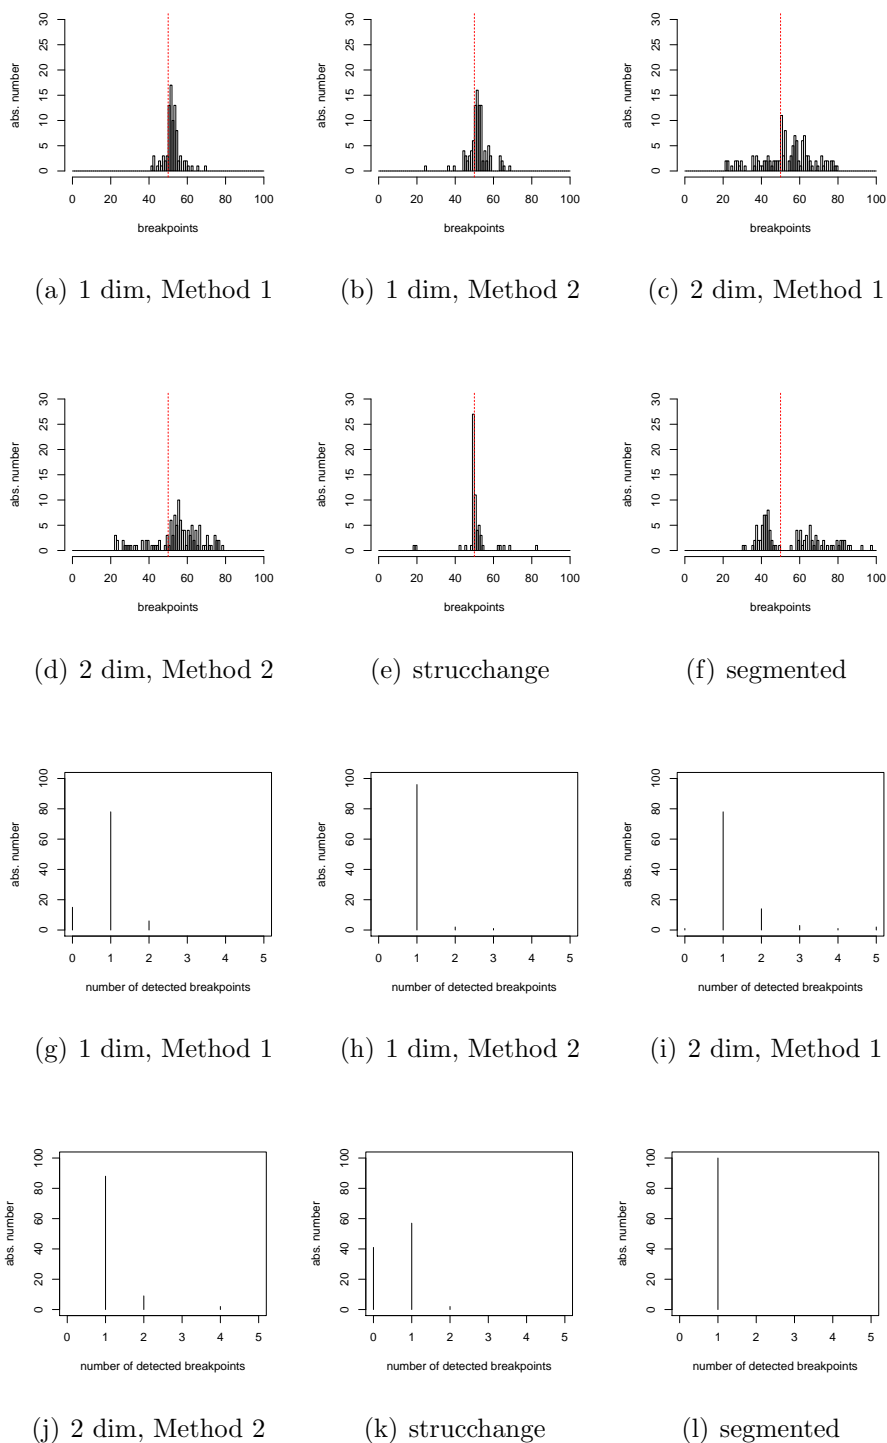 abs. number
0 5 10 15 20 25 30
0 20 40 60 80 100
breakpoints
abs. number
0 5 10 15 20 25 30
0 20 40 60 80 100
breakpoints
abs. number
0 5 10 15 20 25 30
0 20 40 60 80 100
breakpoints
(a) 1 dim, Method 1
(b) 1 dim, Method 2
(c) 2 dim, Method 1
abs. number
0 5 10 15 20 25 30
0 20 40 60 80 100
breakpoints
abs. number
0 5 10 15 20 25 30
0 20 40 60 80 100
breakpoints
abs. number
0 5 10 15 20 25 30
0 20 40 60 80 100
breakpoints
(d) 2 dim, Method 2
(e) strucchange
(f) segmented
abs. number
0 20 40 60 80 100
0 1 2 3 4 5
number of detected breakpoints
abs. number
0 20 40 60 80 100
0 1 2 3 4 5
number of detected breakpoints
abs. number
0 20 40 60 80 100
0 1 2 3 4 5
number of detected breakpoints
(g) 1 dim, Method 1
(h) 1 dim, Method 2
(i) 2 dim, Method 1
abs. number
0 20 40 60 80 100
0 1 2 3 4 5
number of detected breakpoints
abs. number
0 20 40 60 80 100
0 1 2 3 4 5
number of detected breakpoints
abs. number
0 20 40 60 80 100
0 1 2 3 4 5
number of detected breakpoints
(j) 2 dim, Method 2
(k) strucchange
(l) segmented